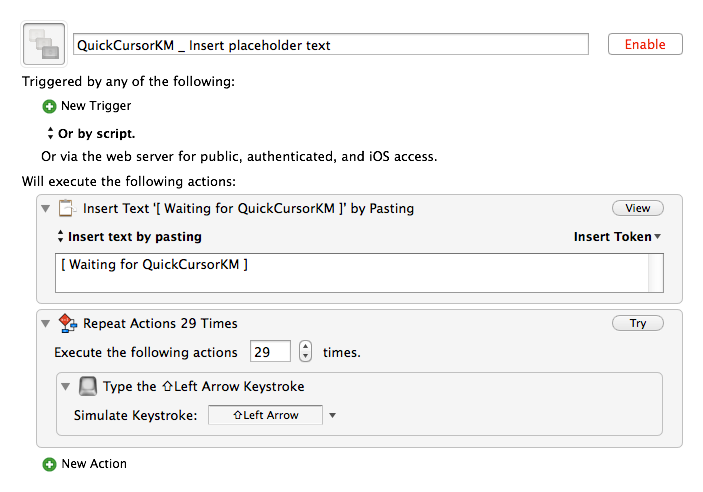 QuickCursorKM _ Insert placeholder text
Enable
Triggered by any of the following:
New Trigger
Or by script.
Or via the web server for public, authenticated, and iOS access.
Will execute the following actions:
Insert Text '[ Waiting for QuickCursorKM ]' by Pasting
View
Insert text by pasting
Insert Token
[ Waiting for QuickCursorKM ]
Repeat Actions 29 Times
Try
Execute the following actions 29 times.
Type the ⇧Left Arrow Keystroke
Simulate Keystroke: ⇧Left Arrow
New Action